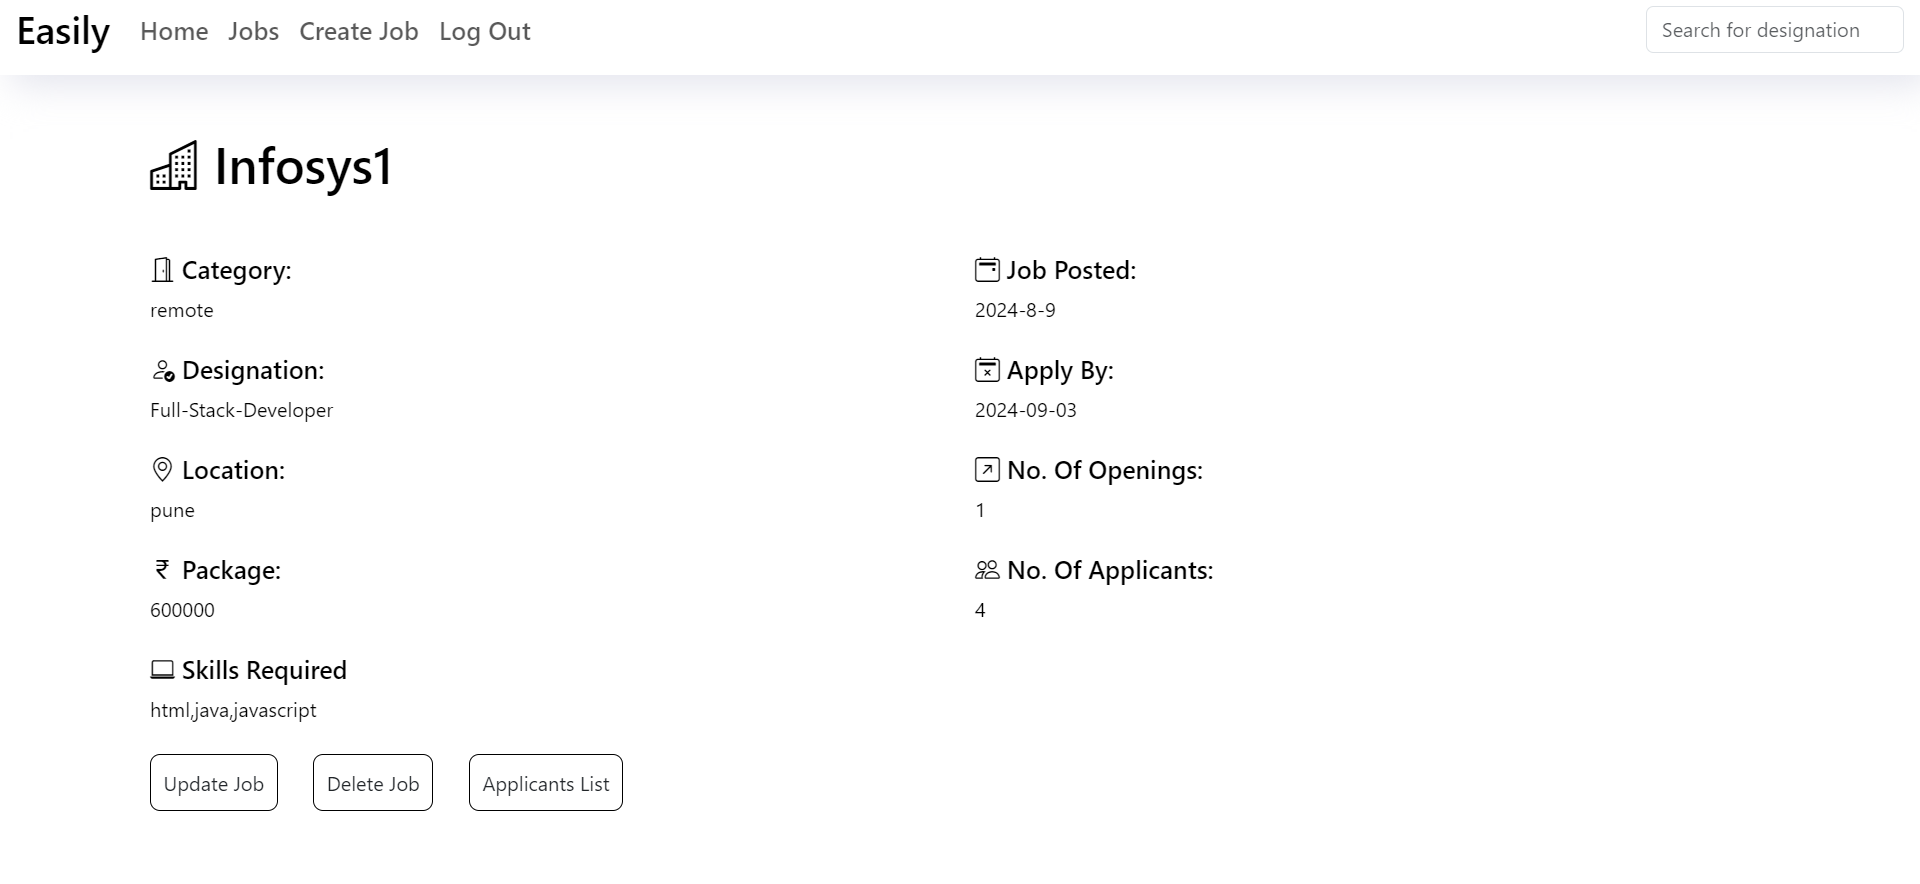 Easily Home Jobs Create Job Log Out Search for designation
Infosys1
Category:
remote
Designation:
Full-Stack-Developer
Location:
pune
Package:
600000
Skills Required
html,java,javascript
Job Posted:
2024-8-9
Apply By:
2024-09-03
No. Of Openings:
1
No. Of Applicants:
4
Update Job Delete Job Applicants List